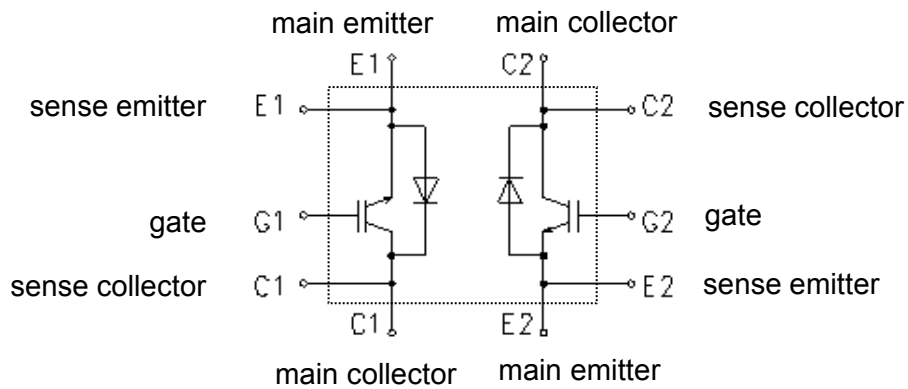 main emitter main collector
E1 C2
sense emitter E1 C2 sense collector
gate G1 G2 gate
sense collector C1 E2 sense emitter
C1 E2
main collector main emitter